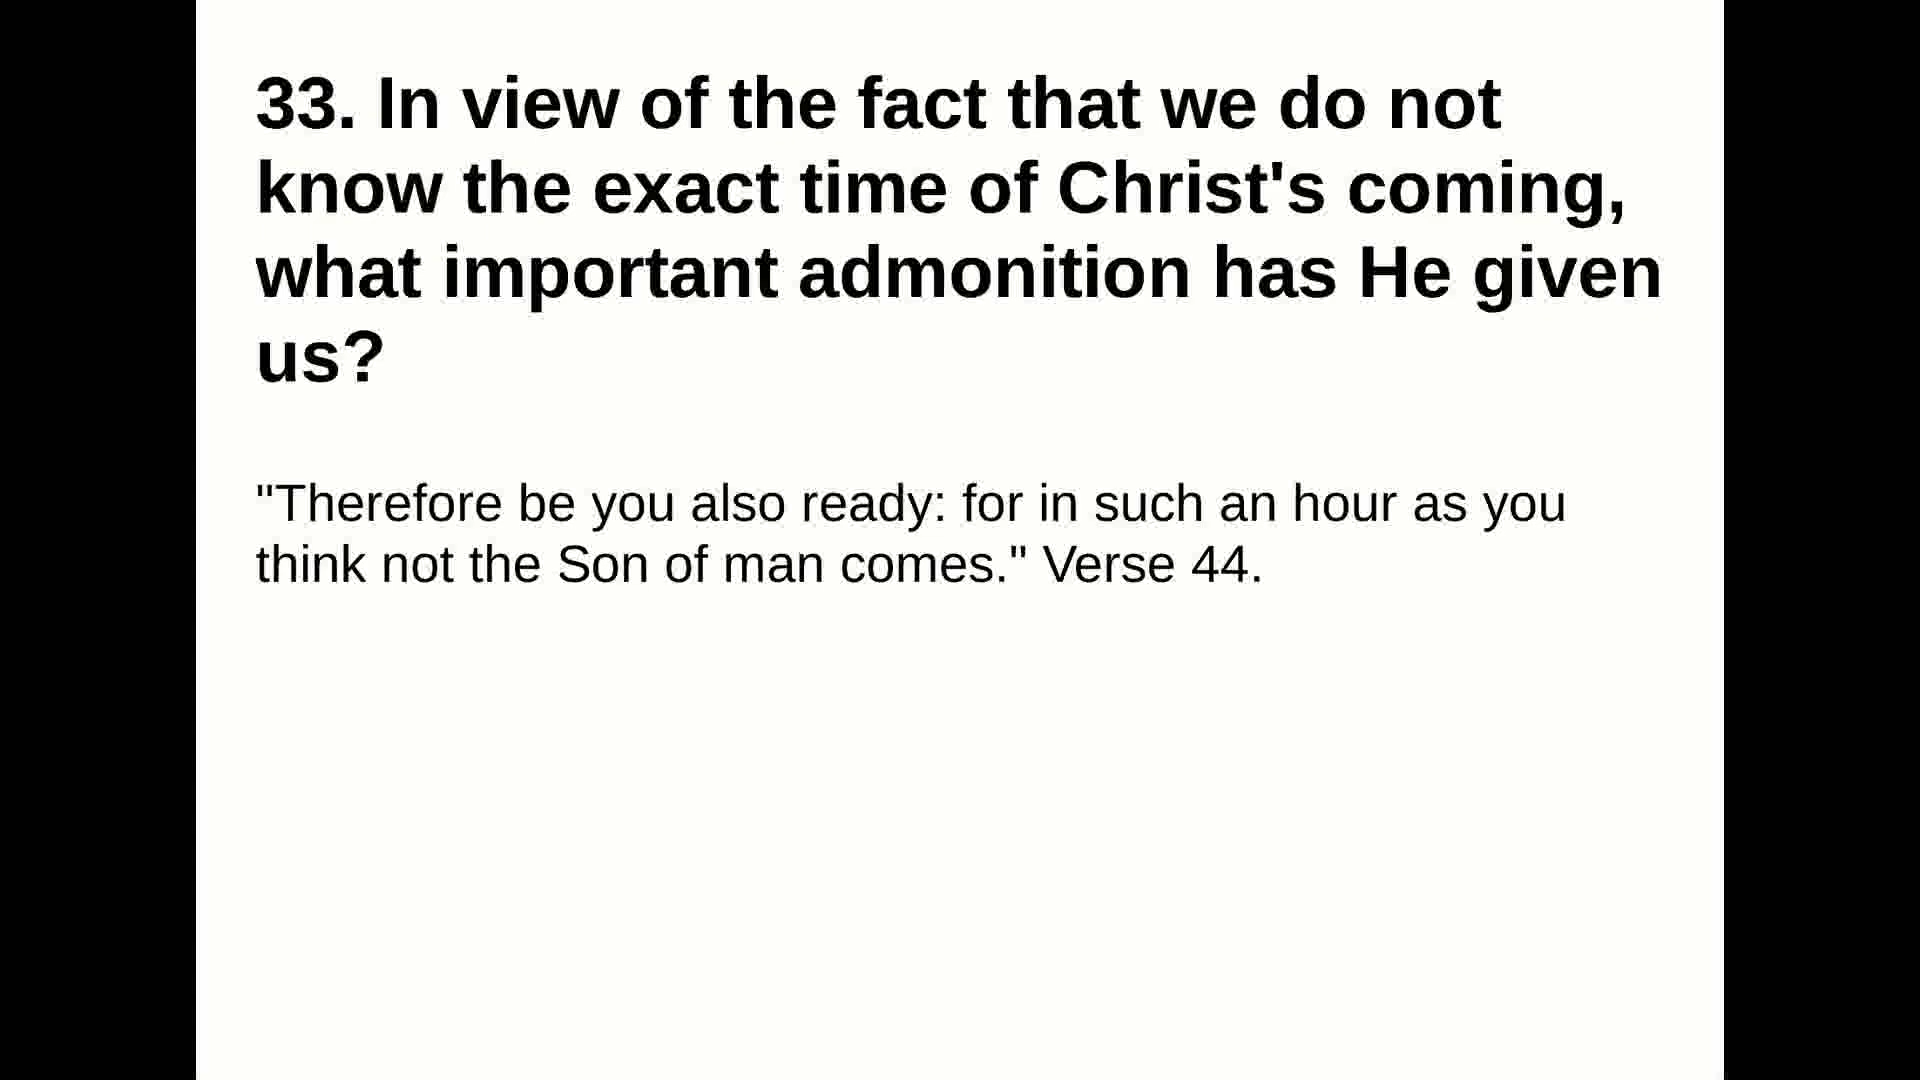 33. In view of the fact that we do not
know the exact time of Christ's coming,
what important admonition has He given
us?
"Therefore be you also ready: for in such an hour as you
think not the Son of man comes." Verse 44.